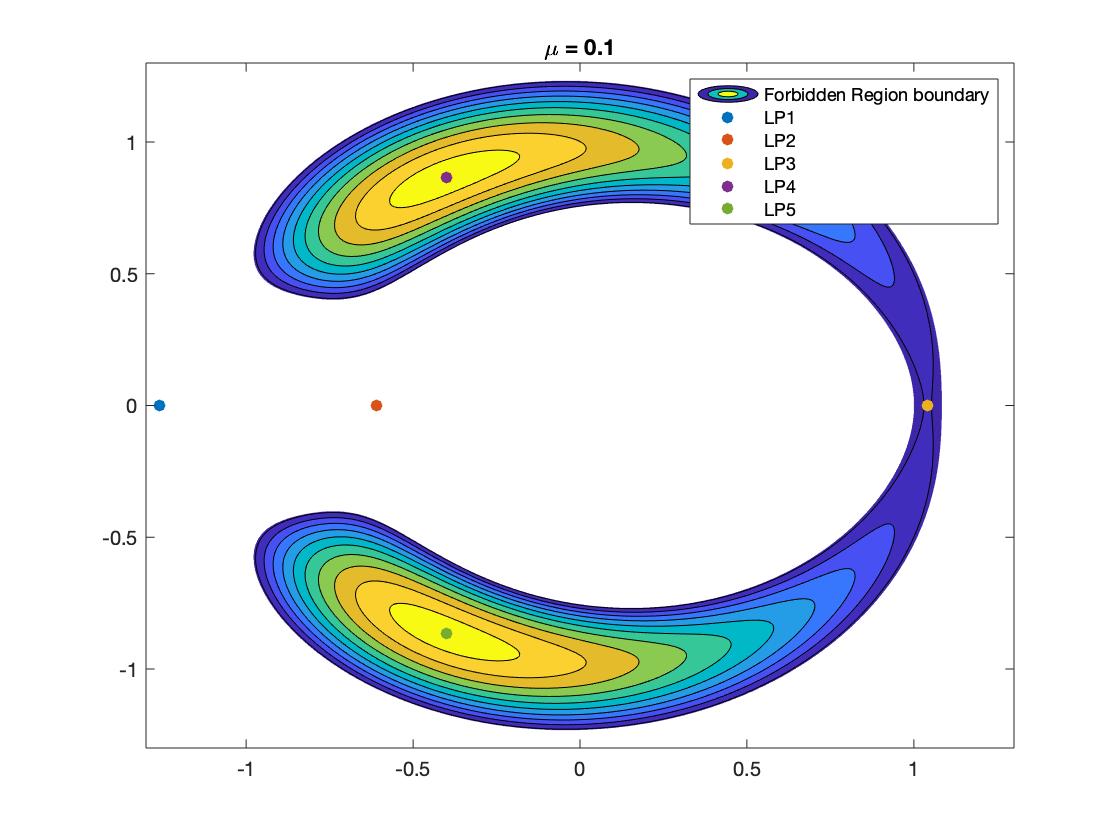 μ = 0.1
Forbidden Region boundary
LP1
LP2
LP3
LP4
LP5
1
0.5
0
-0.5
-1
-1 -0.5 0 0.5 1